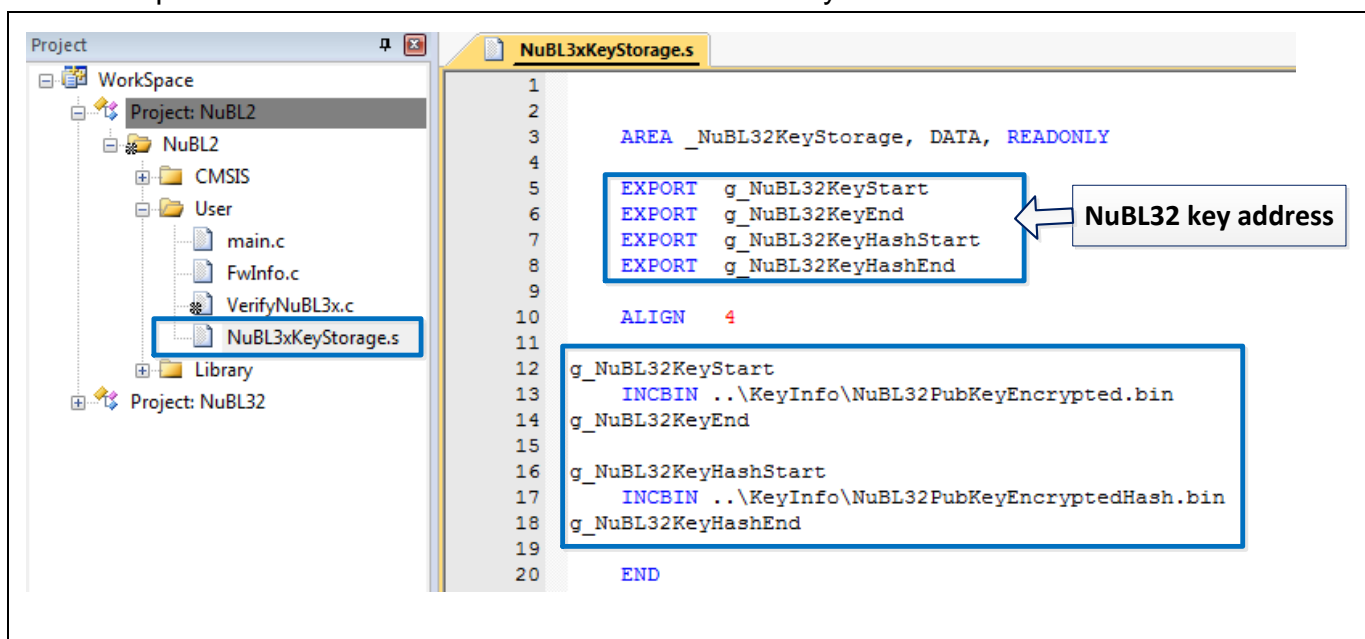 Project
WorkSpace
Project: NuBL2
NuBL2
CMSIS
User
main.c
FwInfo.c
VerifyNuBL3x.c
NuBL3xKeyStorage.s
Library
Project: NuBL32
NuBL3xKeyStorage.s
1
2
3 AREA _NuBL32KeyStorage, DATA, READONLY
4
5 EXPORT g_NuBL32KeyStart
6 EXPORT g_NuBL32KeyEnd
7 EXPORT g_NuBL32KeyHashStart
8 EXPORT g_NuBL32KeyHashEnd
9
10 ALIGN 4
11
12 g_NuBL32KeyStart
13 INCBIN ..\KeyInfo\NuBL32PubKeyEncrypted.bin
14 g_NuBL32KeyEnd
15
16 g_NuBL32KeyHashStart
17 INCBIN ..\KeyInfo\NuBL32PubKeyEncryptedHash.bin
18 g_NuBL32KeyHashEnd
19
20 END
NuBL32 key address